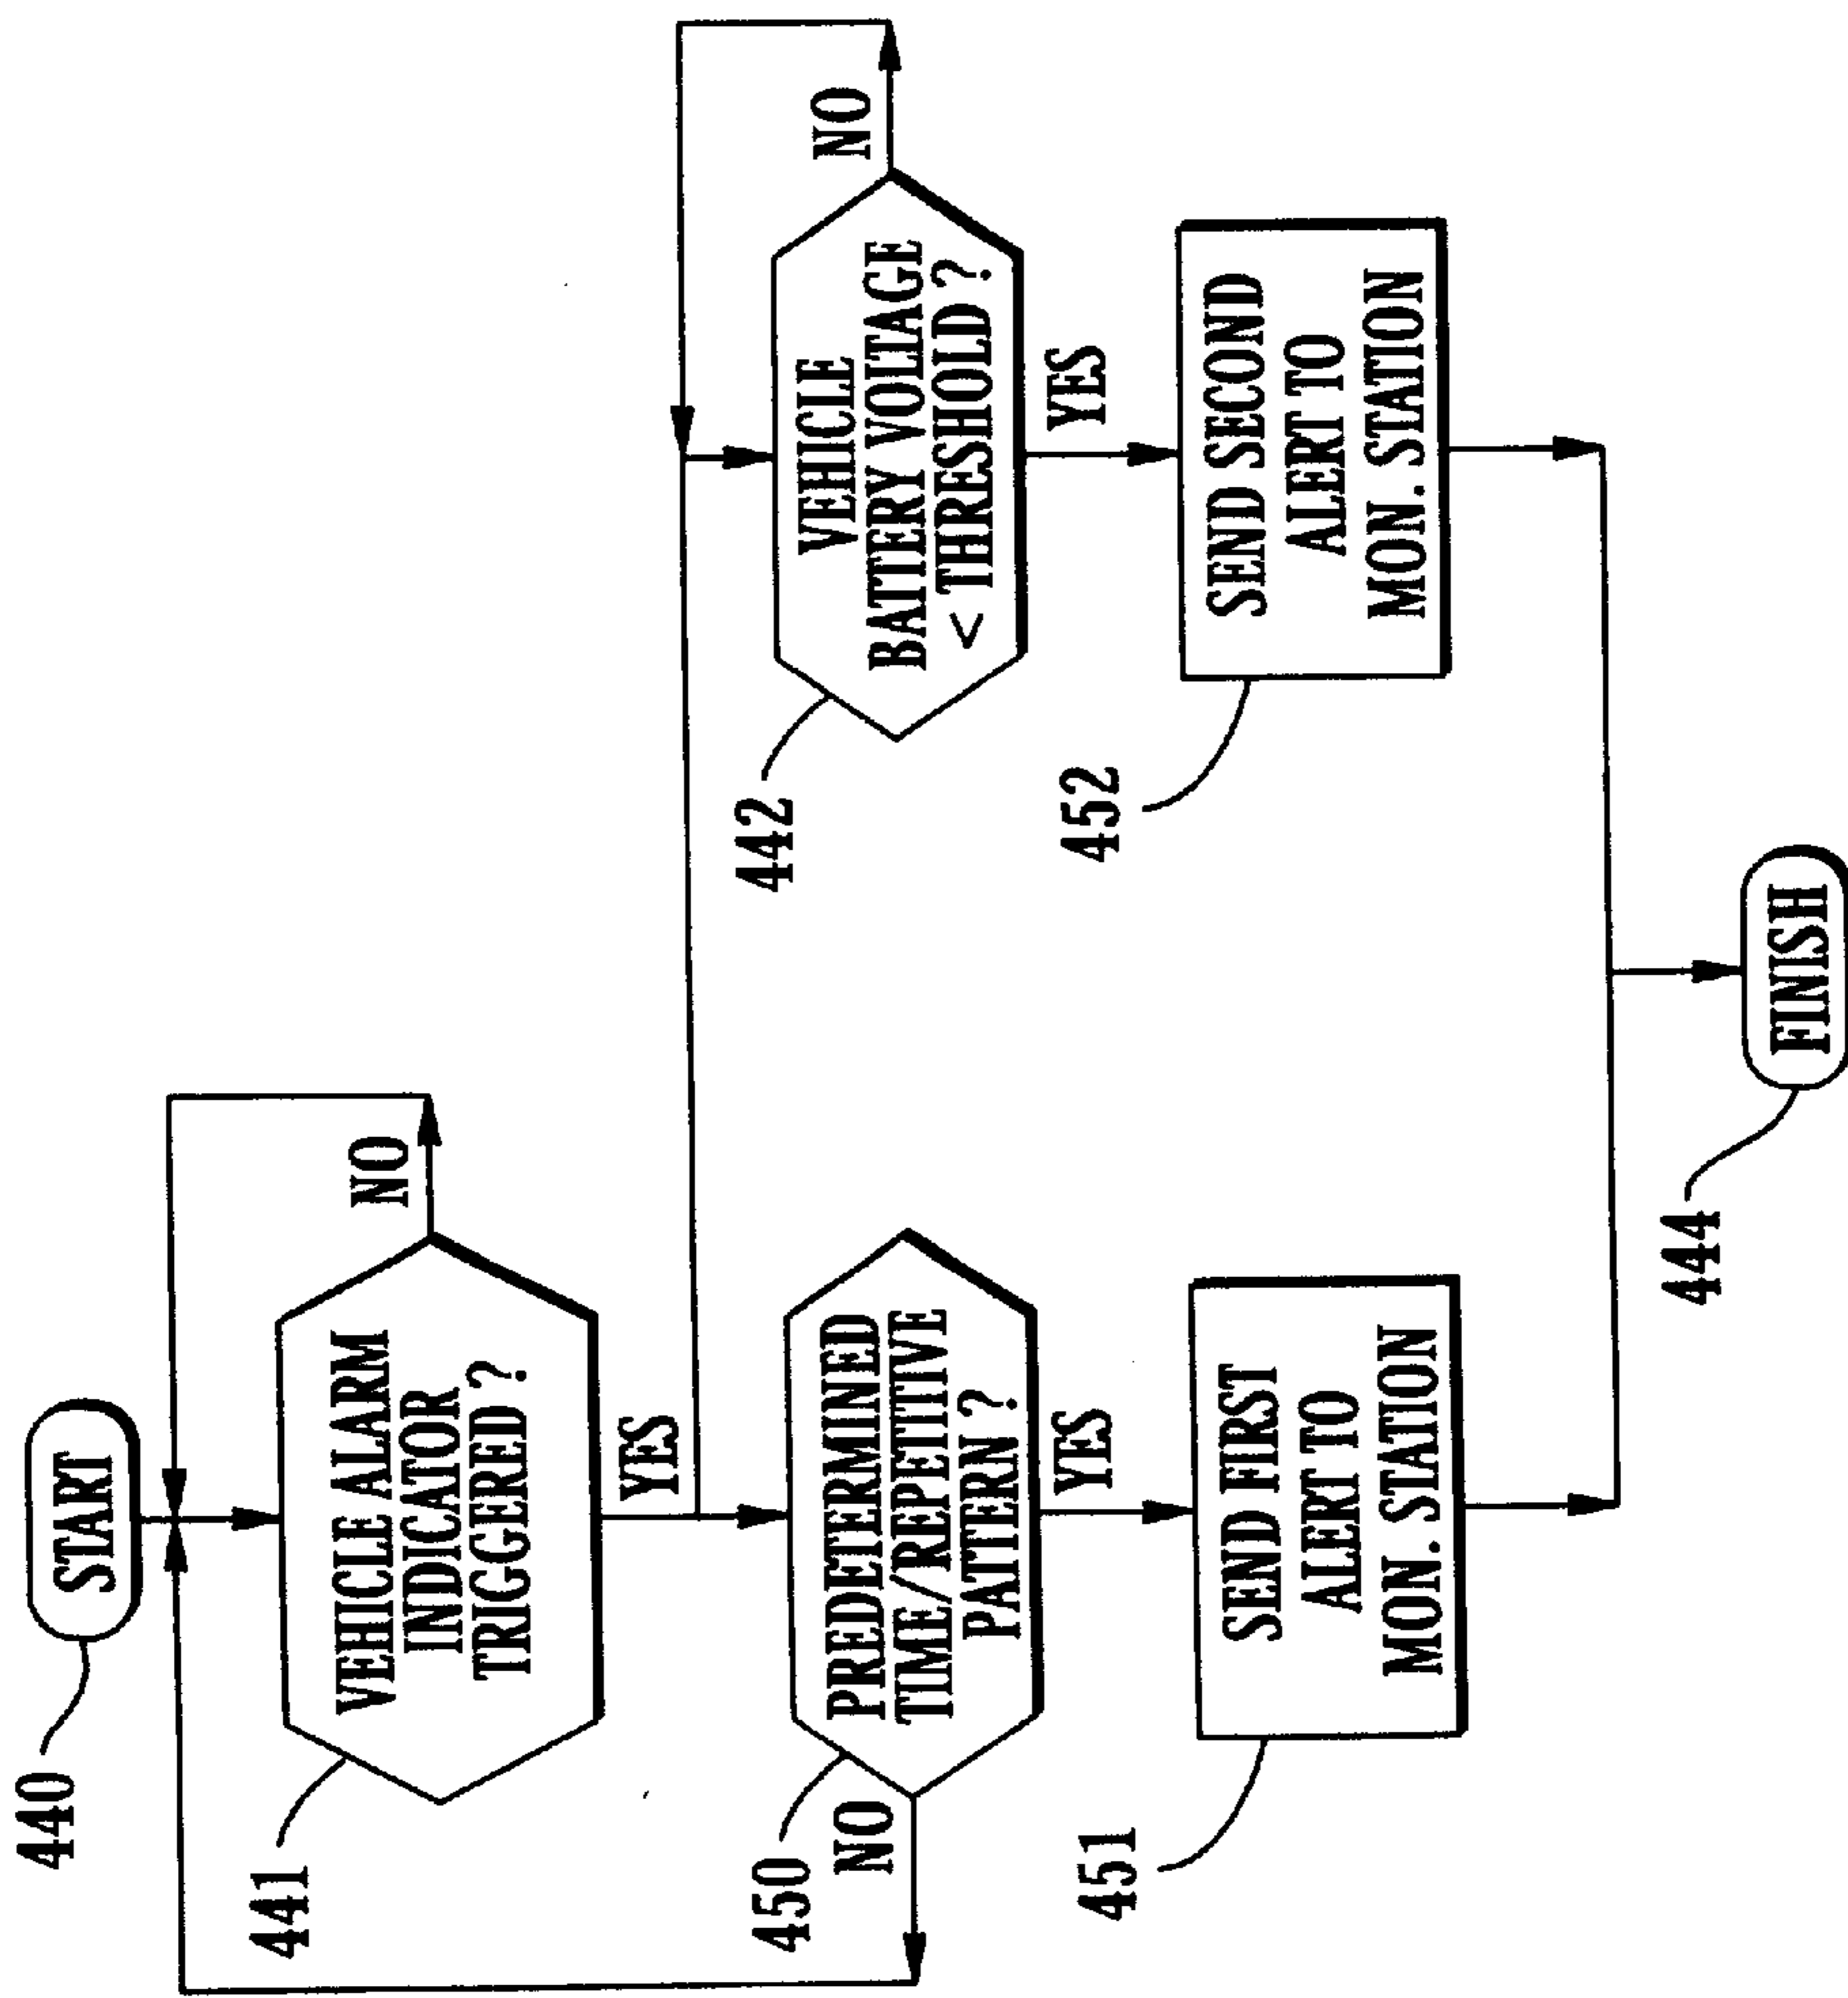 440
START
441
VEHICLE ALARM
INDICATOR
TRIGGERED?
NO
YES
450
PREDETERMINED
TIME/REPETITIVE
PATTERN?
NO
YES
451
SEND FIRST
ALERT TO
MON. STATION
442
VEHICLE
BATTERY VOLTAGE
< THRESHOLD?
NO
YES
452
SEND SECOND
ALERT TO
MON. STATION
444
FINISH